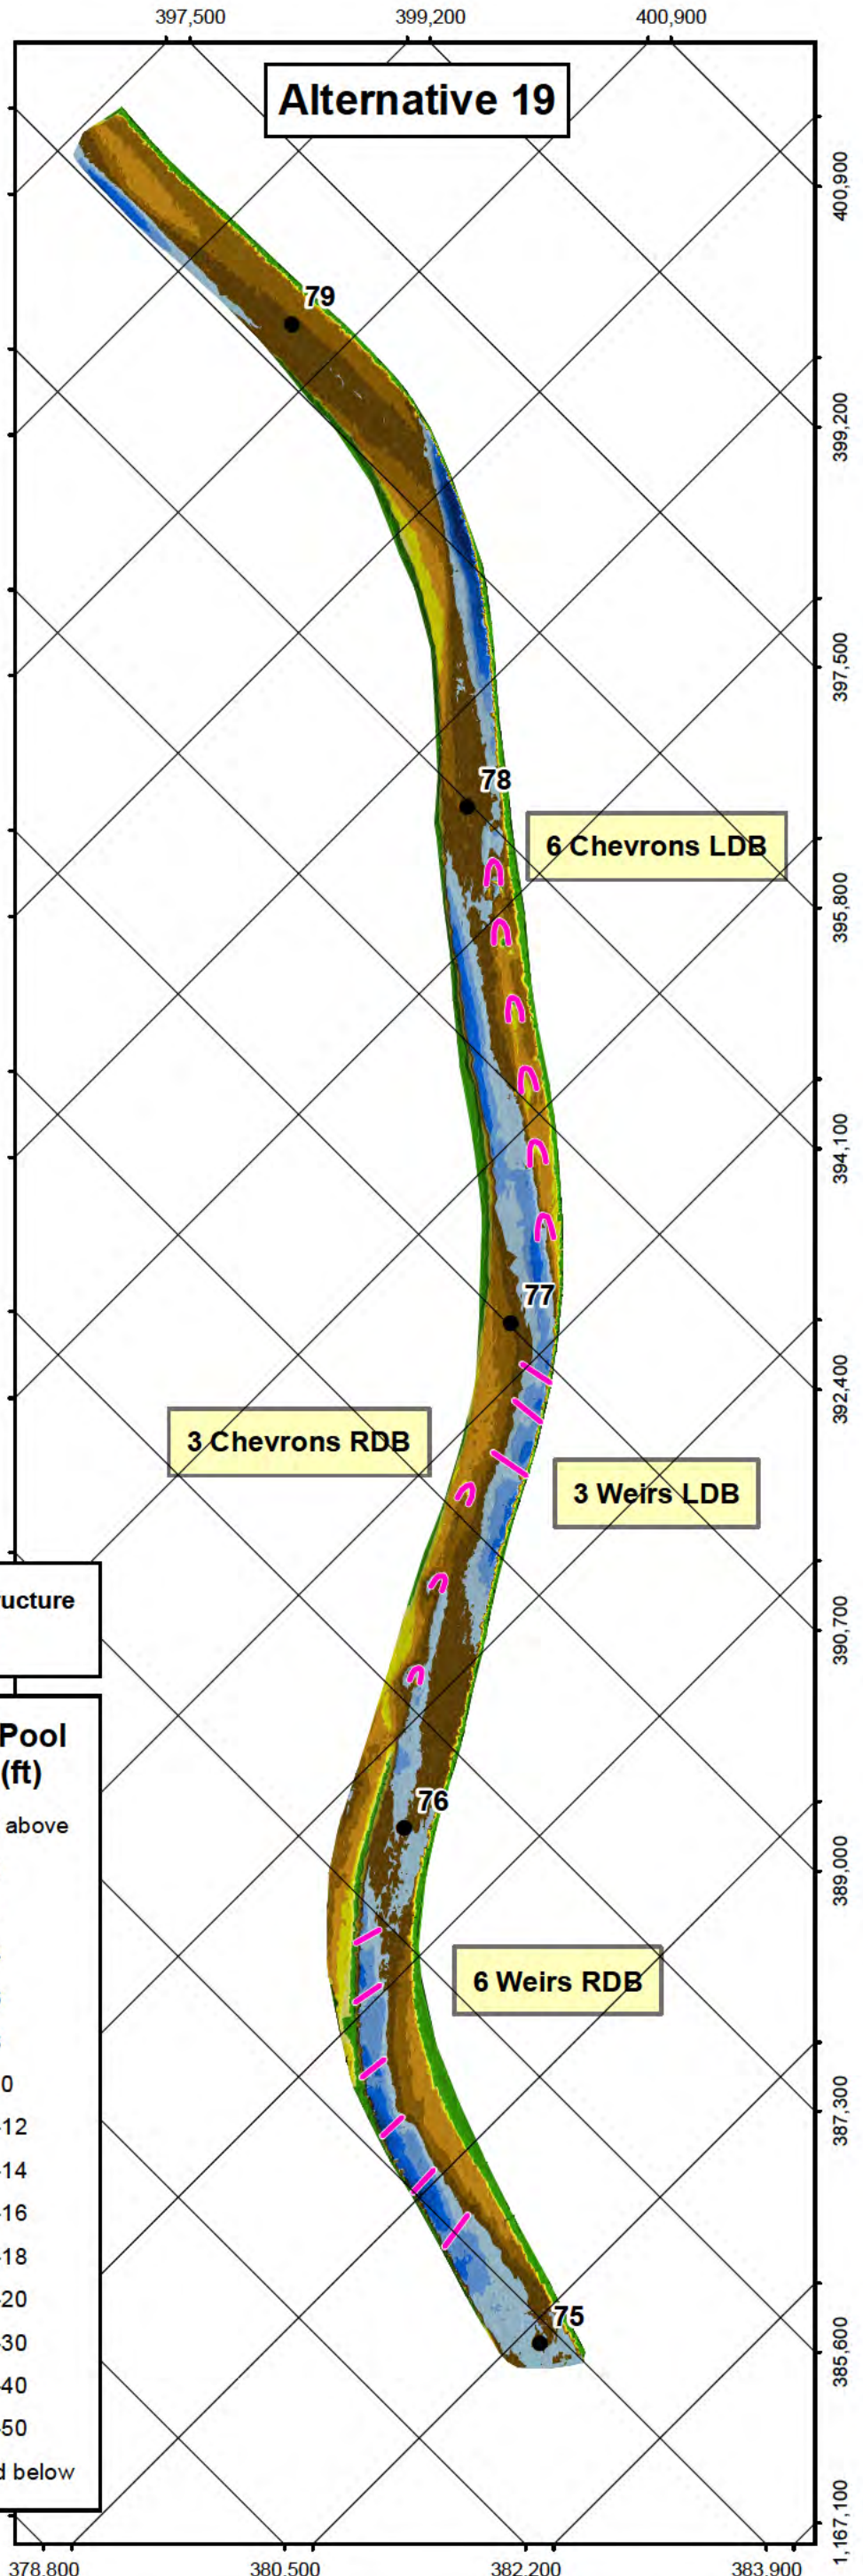 397,500 399,200 400,900
Alternative 19
400,900
79
399,200
397,500
78
6 Chevrons LDB
395,800
394,100
77
392,400
3 Chevrons RDB
3 Weirs LDB
ructure
390,700
Pool
(ft)
above
76
389,000
6 Weirs RDB
0
387,300
-12
-14
-16
-18
-20
75
-30
385,600
-40
-50
d below
1,167,100
378,800 380,500 382,200 383,900